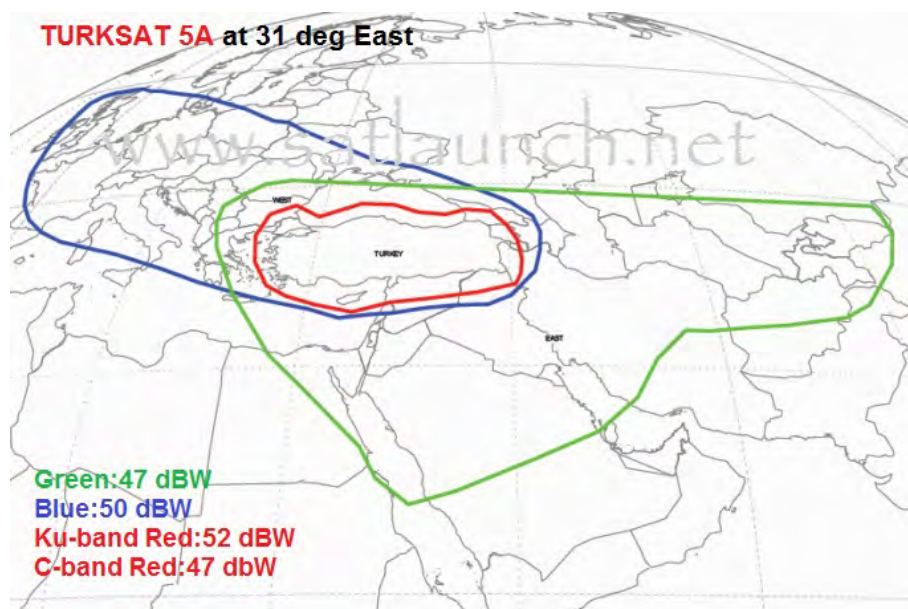 TURKSAT 5A at 31 deg East
www.satlaunch.net
WEST
TURKEY
EAST
Green:47 dBW
Blue:50 dBW
Ku-band Red:52 dBW
C-band Red:47 dbW